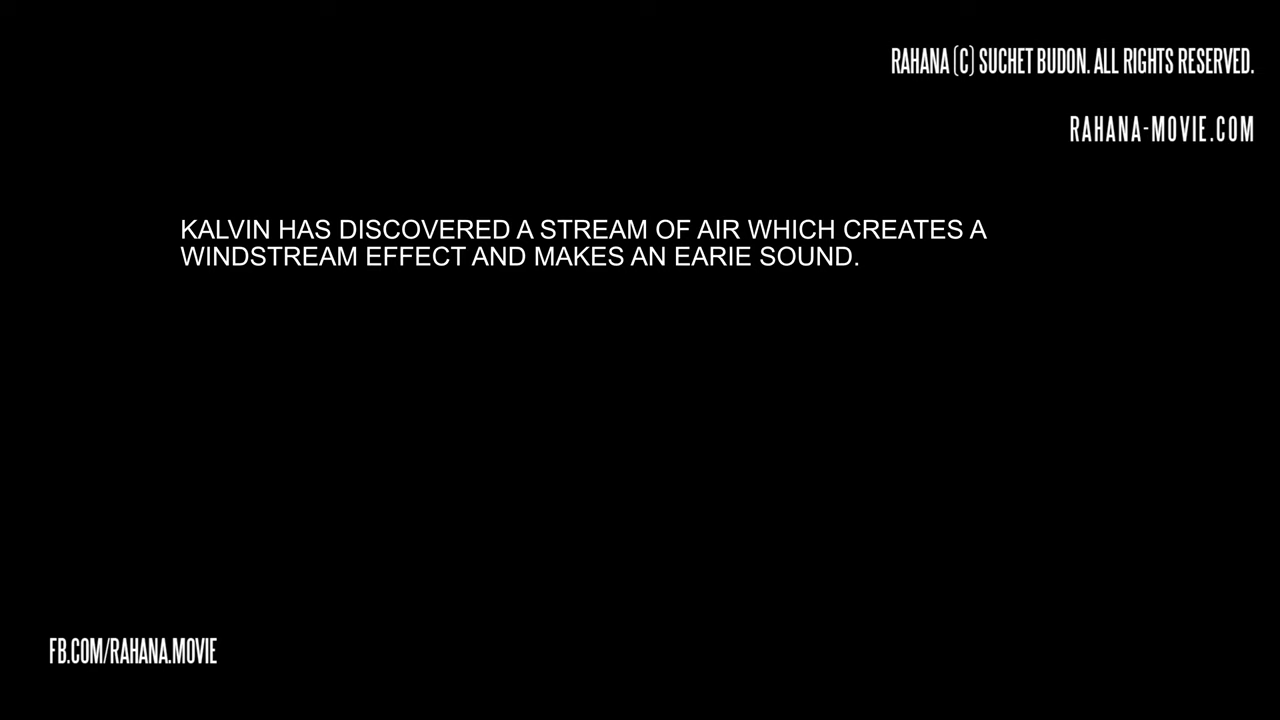 RAHANA (C) SUCHET BUDON. ALL RIGHTS RESERVED.
RAHANA-MOVIE.COM
KALVIN HAS DISCOVERED A STREAM OF AIR WHICH CREATES A
WINDSTREAM EFFECT AND MAKES AN EARIE SOUND.
FB.COM/RAHANA.MOVIE